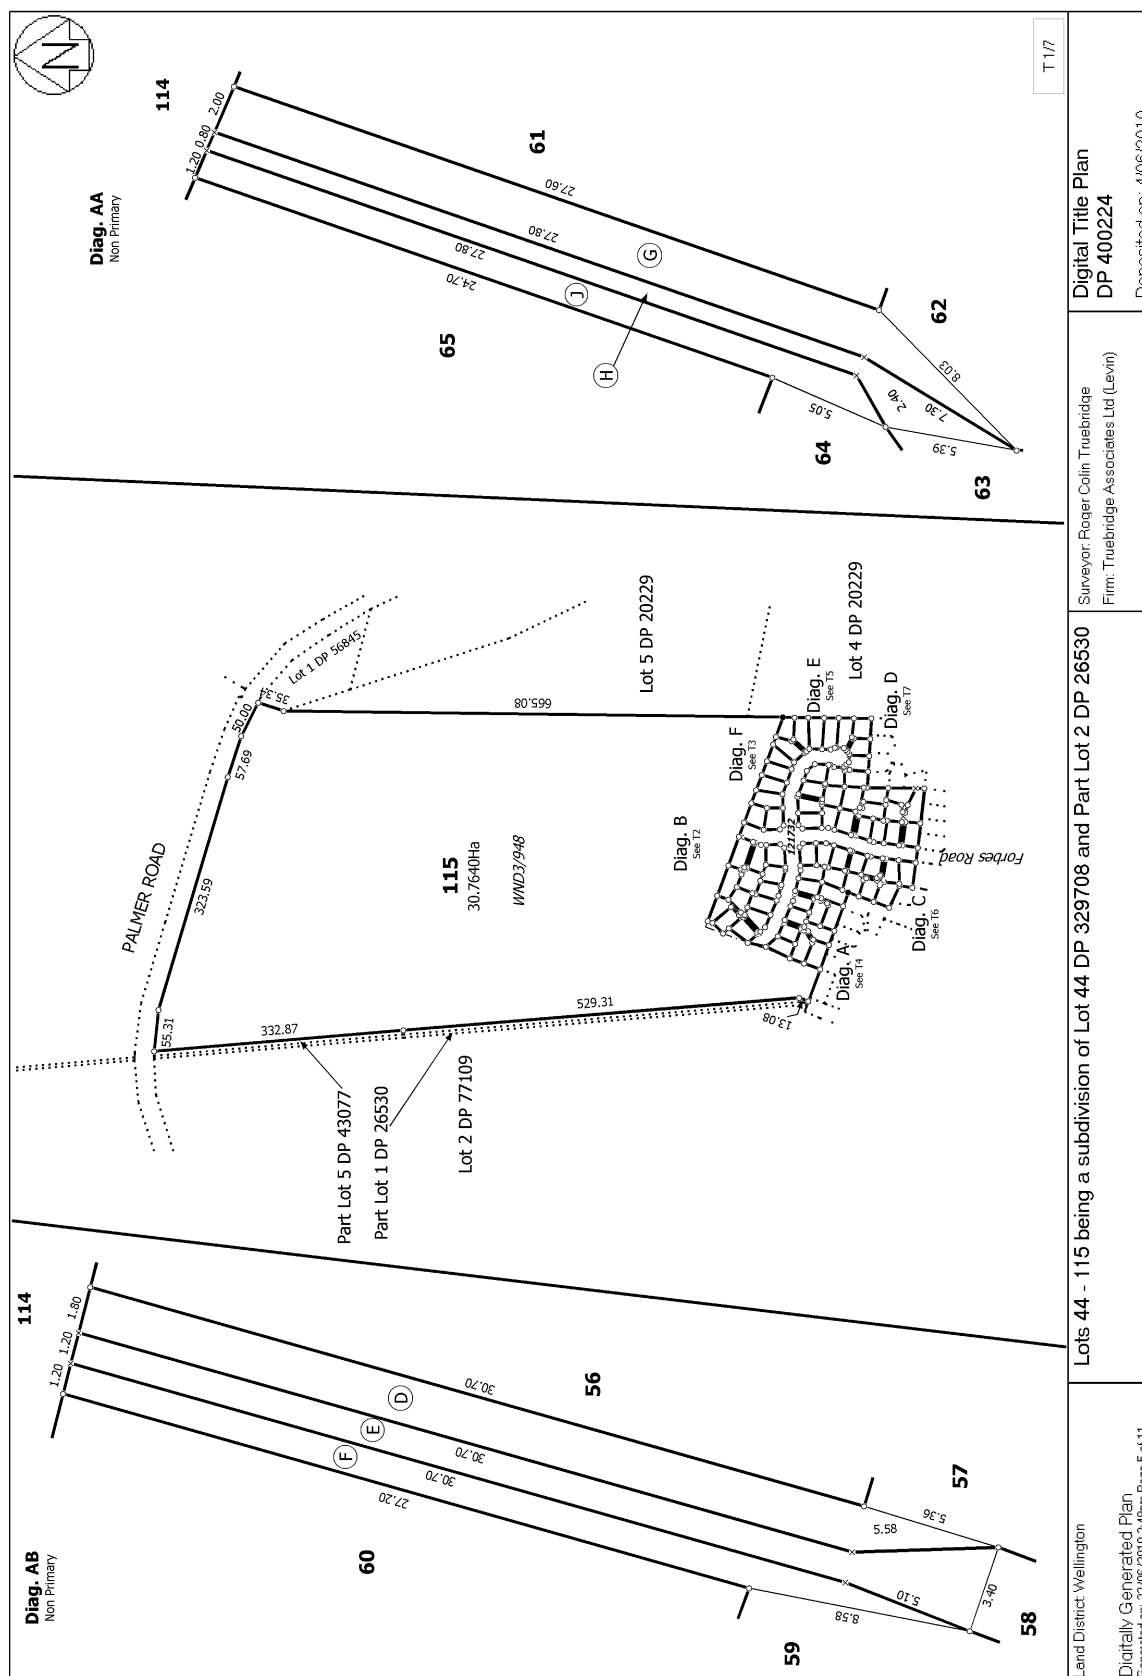 N
T 1/7
Diag. AB
Non Primary
114
1.20
1.20
1.80
F
E
D
27.20
30.70
30.70
30.70
60
56
59
57
58
8.58
5.10
5.58
5.36
3.40
PALMER ROAD
55.31
323.59
57.69
50.00
35.34
Lot 1 DP 56845
332.87
529.31
13.08
665.08
115
30.7640Ha
WND3/948
Part Lot 5 DP 43077
Part Lot 1 DP 26530
Lot 2 DP 77109
Lot 5 DP 20229
Lot 4 DP 20229
Diag. B
See T2
Diag. F
See T3
Diag. E
See T5
Diag. D
See T7
Diag. A
See T4
Diag. C
See T6
121732
Forbes Road
Diag. AA
Non Primary
114
1.20
0.80
2.00
65
61
24.70
27.80
27.80
27.60
J
H
G
64
62
63
5.05
2.40
5.39
7.30
8.03
Land District: Wellington
Digitally Generated Plan
Lots 44 - 115 being a subdivision of Lot 44 DP 329708 and Part Lot 2 DP 26530
Surveyor: Roger Colin Truebridge
Firm: Truebridge Associates Ltd (Levin)
Digital Title Plan
DP 400224
Deposited on: 4/06/2010